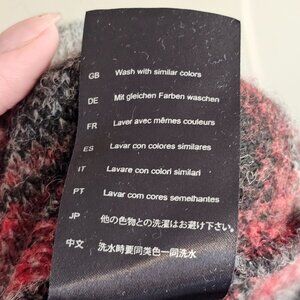 GB Wash with similar colors
DE Mit gleichen Farben waschen
FR Laver avec mêmes couleurs
ES Lavar con colores similares
IT Lavare con colori similari
PT Lavar com cores semelhantes
JP 他の色物との洗濯はお避け下さい。
中文 洗水時要同類色一同洗水